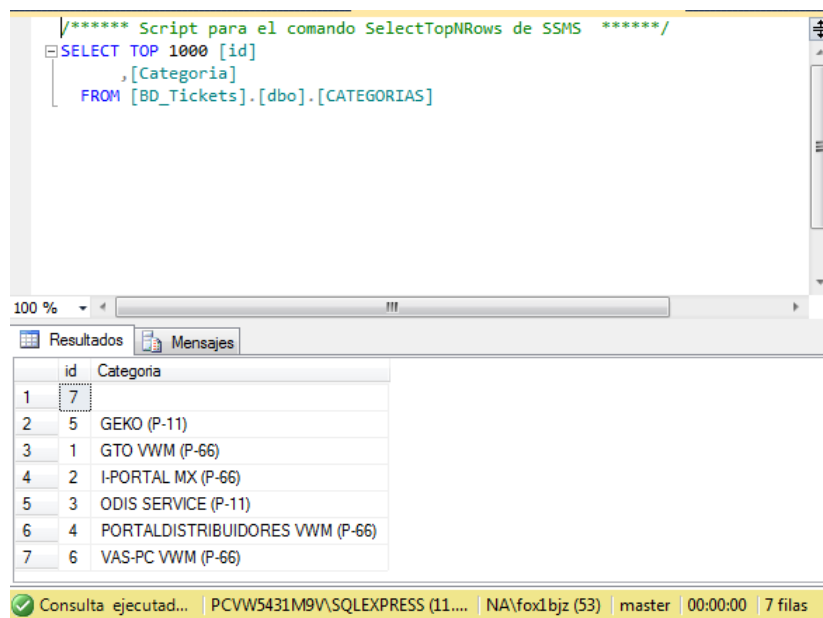 /****** Script para el comando SelectTopNRows de SSMS  ******/
SELECT TOP 1000 [id]
      ,[Categoria]
  FROM [BD_Tickets].[dbo].[CATEGORIAS]
100 %
Resultados Mensajes
id Categoria
1 7
2 5 GEKO (P-11)
3 1 GTO VWM (P-66)
4 2 I-PORTAL MX (P-66)
5 3 ODIS SERVICE (P-11)
6 4 PORTALDISTRIBUIDORES VWM (P-66)
7 6 VAS-PC VWM (P-66)
Consulta ejecutad... PCVW5431M9V\SQLEXPRESS (11.... NA\fox1bjz (53) master 00:00:00 7 filas